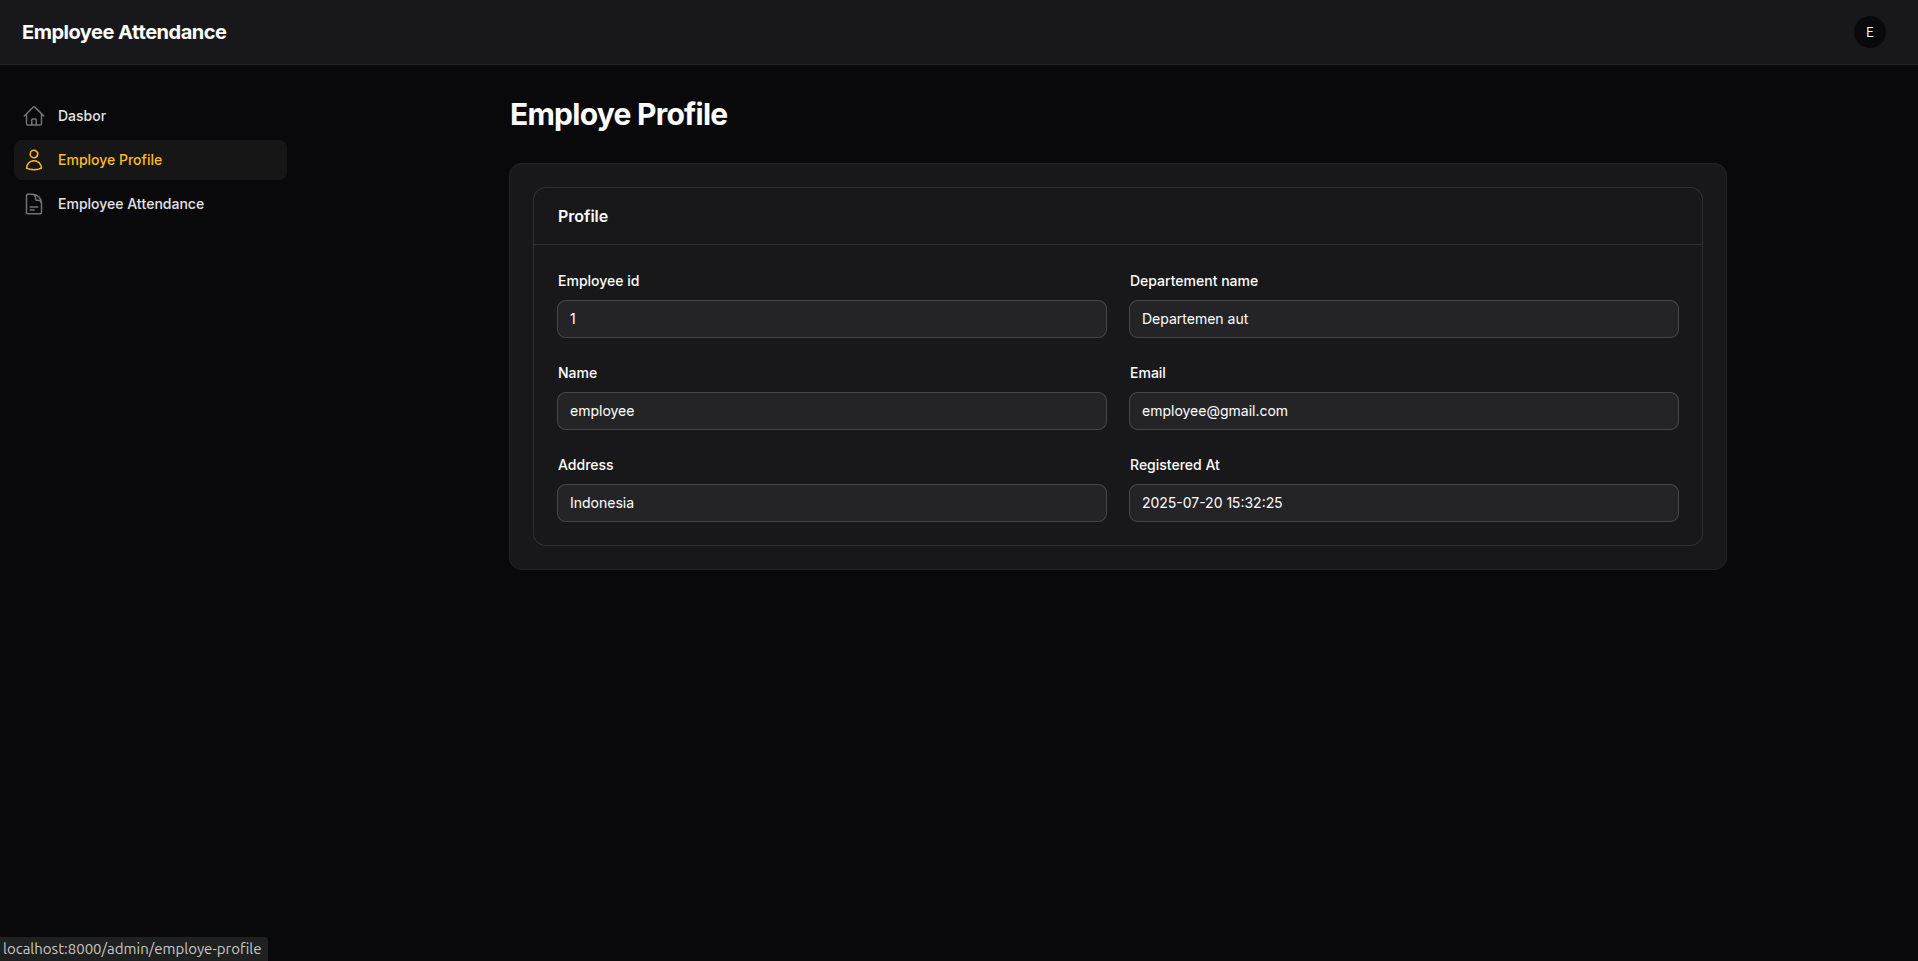 Employee Attendance
E
Dasbor
Employe Profile
Employee Attendance
Employe Profile
Profile
Employee id
Departement name
1
Departemen aut
Name
Email
employee
employee@gmail.com
Address
Registered At
Indonesia
2025-07-20 15:32:25
localhost:8000/admin/employe-profile